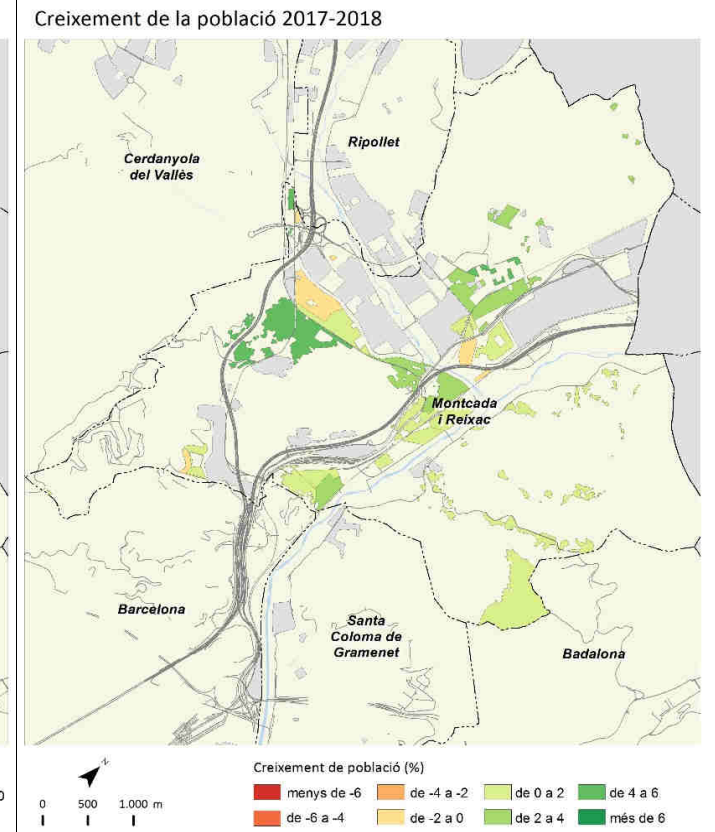 Creixement de la població 2017-2018
Ripollet
Cerdanyola
del Vallès
Montcada
i Reixac
Barcelona
Santa
Coloma de
Gramenet
Badalona
N
0 500 1.000 m
Creixement de població (%)
menys de -6
de -4 a -2
de 0 a 2
de 4 a 6
de -6 a -4
de -2 a 0
de 2 a 4
més de 6
0